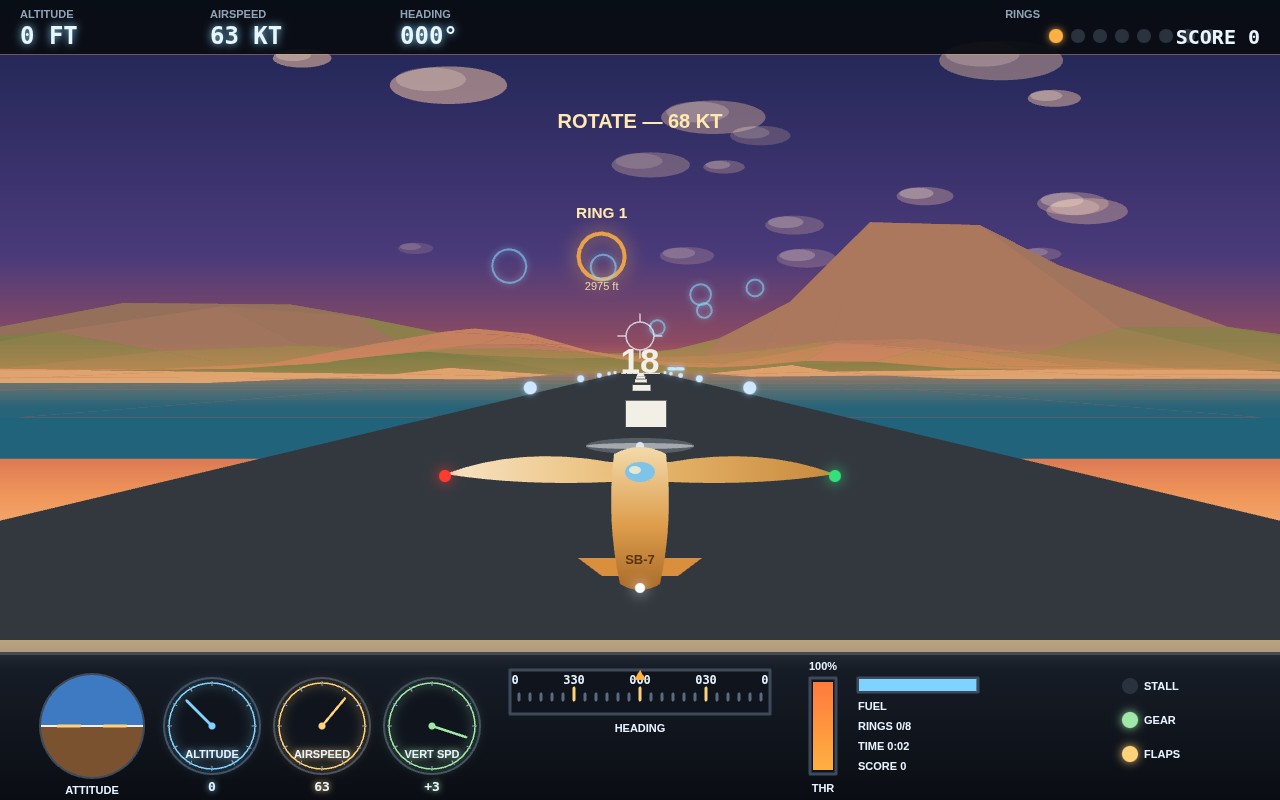 ALTITUDE
0 FT
AIRSPEED
63 KT
HEADING
000°
RINGS
SCORE 0
ROTATE — 68 KT
RING 1
2975 ft
18
SB-7
ATTITUDE
ALTITUDE
0
AIRSPEED
63
VERT SPD
+3
0 330 000 030 0
HEADING
100%
THR
FUEL
RINGS 0/8
TIME 0:02
SCORE 0
STALL
GEAR
FLAPS